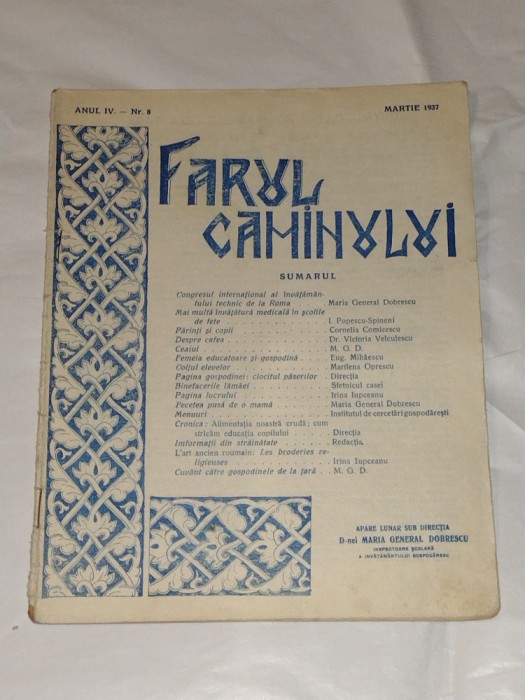 ANUL IV. — Nr. 8
MARTIE 1937
FARUL
CAMINULUI
SUMARUL
Congresul internațional al învățămân-
tului technic de la Roma . . Maria General Dobrescu
Mai multă învățătură medicală în școlile
de fete . . . . . . . . . . . I. Popescu-Spineni
Părinți și copii . . . . . . . . . Cornelia Comicescu
Despre cafea . . . . . . . . . . Dr. Victoria Velculescu
Ceaiul . . . . . . . . . . . . M. G. D.
Femeia educatoare și gospodină . . . Eug. Mihăescu
Colțul elevelor . . . . . . . . . Marilena Oprescu
Pagina gospodinei: clocitul păserilor . Direcția
Binefacerile lămâei . . . . . . . . Sfetnicul casei
Pagina lucrului . . . . . . . . . Irina Iupceanu
Pecetea pusă de o mamă . . . . . . Maria General Dobrescu
Menuuri . . . . . . . . . . . . Institutul de cercetări gospodărești
Cronica: Alimentația noastră crudă; cum
stricăm educația copilului . . . . Direcția
Informații din străinătate . . . . . Redacția
L'art ancien roumain: Les broderies re-
ligieuses . . . . . . . . . . . Irina Iupceanu
Cuvânt către gospodinele de la țară . . M. G. D.
APARE LUNAR SUB DIRECȚIA
D-nei MARIA GENERAL DOBRESCU
INSPECTOARE ȘCOLARĂ
A INVĂȚĂMÂNTULUI GOSPODĂRESC